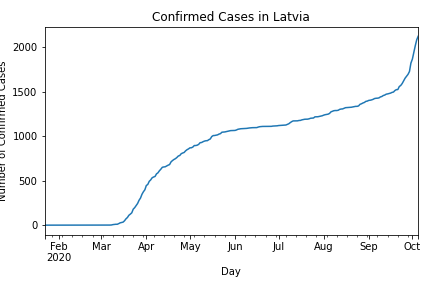 Confirmed Cases in Latvia
2000
1500
1000
500
0
Number of Confirmed Cases
Feb Mar Apr May Jun Jul Aug Sep Oct
2020
Day